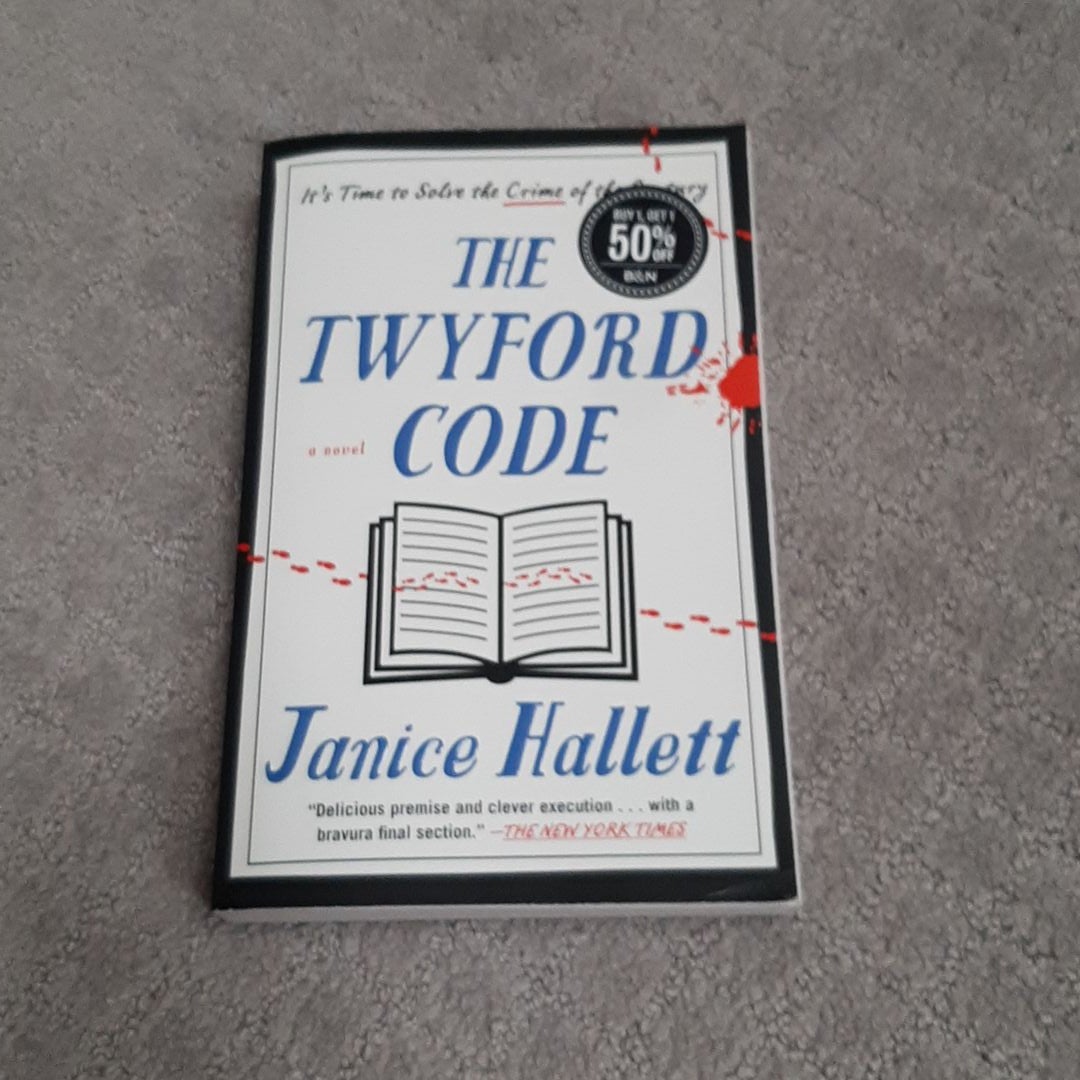 It's Time to Solve the Crime of the
BUY 1, GET 1
50%
OFF
B&N
THE
TWYFORD
a novel
CODE
Janice Hallett
"Delicious premise and clever execution . . . with a
bravura final section." —THE NEW YORK TIMES